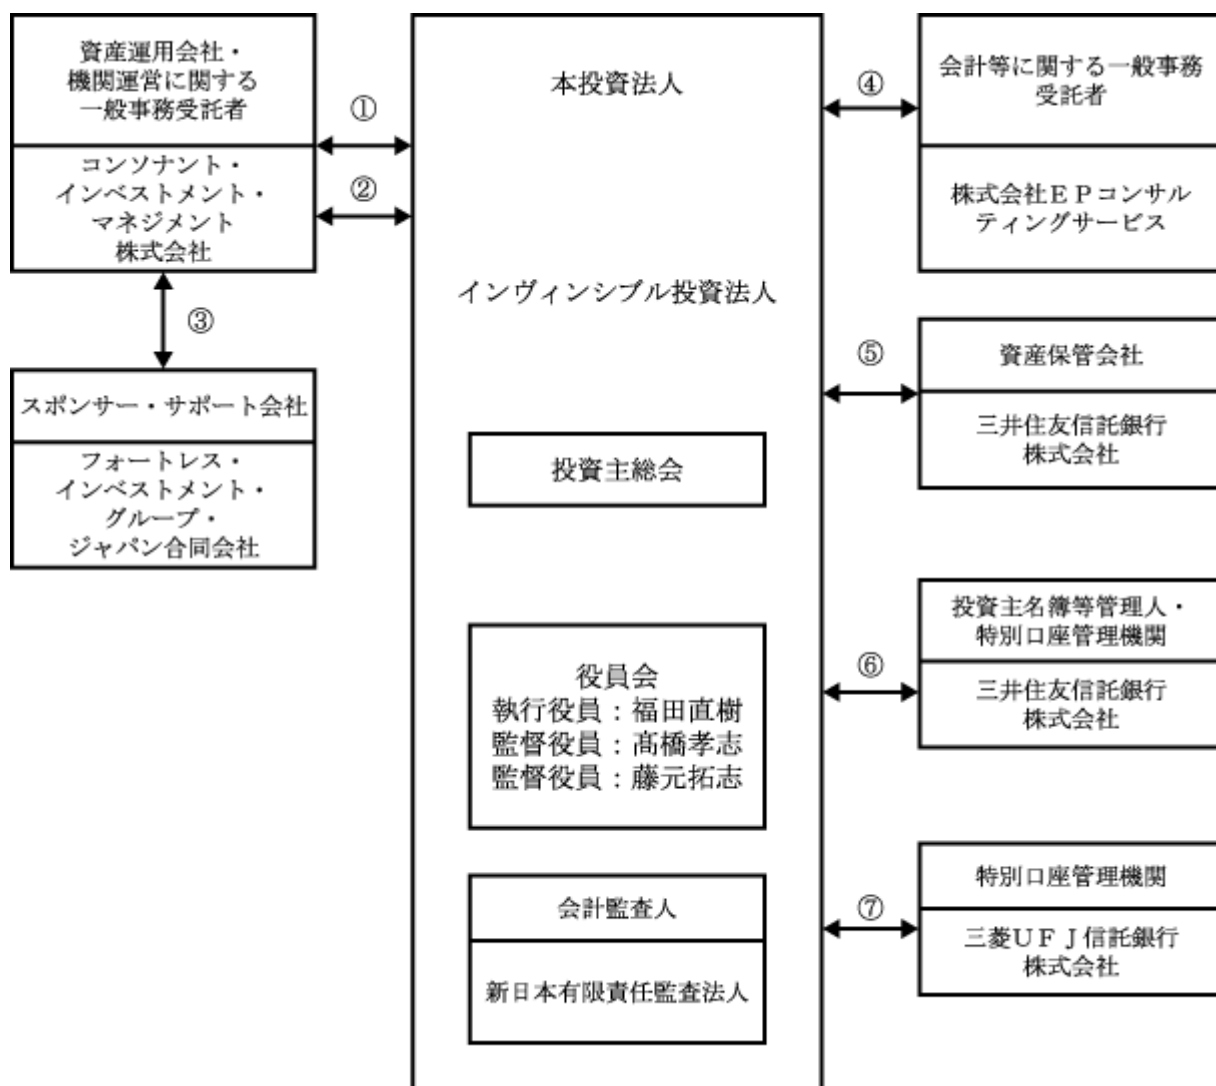 資産運用会社・
機関運営に関する
一般事務受託者
コンソナント・
インベストメント・
マネジメント
株式会社
①
②
③
スポンサー・サポート会社
フォートレス・
インベストメント・
グループ・
ジャパン合同会社
本投資法人
インヴィンシブル投資法人
投資主総会
役員会
執行役員：福田直樹
監督役員：髙橋孝志
監督役員：藤元拓志
会計監査人
新日本有限責任監査法人
④
会計等に関する一般事務
受託者
株式会社ＥＰコンサル
ティングサービス
⑤
資産保管会社
三井住友信託銀行
株式会社
⑥
投資主名簿等管理人・
特別口座管理機関
三井住友信託銀行
株式会社
⑦
特別口座管理機関
三菱ＵＦＪ信託銀行
株式会社